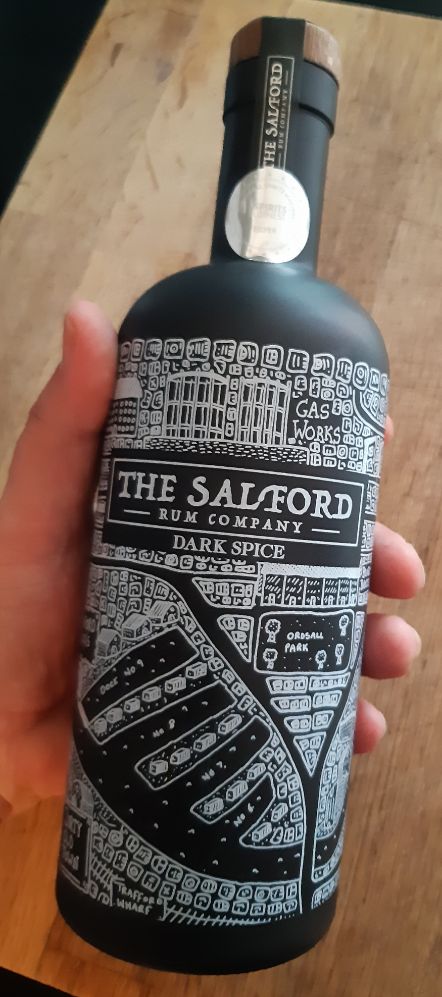 THE SALFORD
RUM COMPANY
SPIRITS
GAS
WORKS
THE SALFORD
RUM COMPANY
DARK SPICE
ORDSALL
PARK
DOCK NO 9
NO 8
NO 7
NO 6
TRAFFORD
WHARF